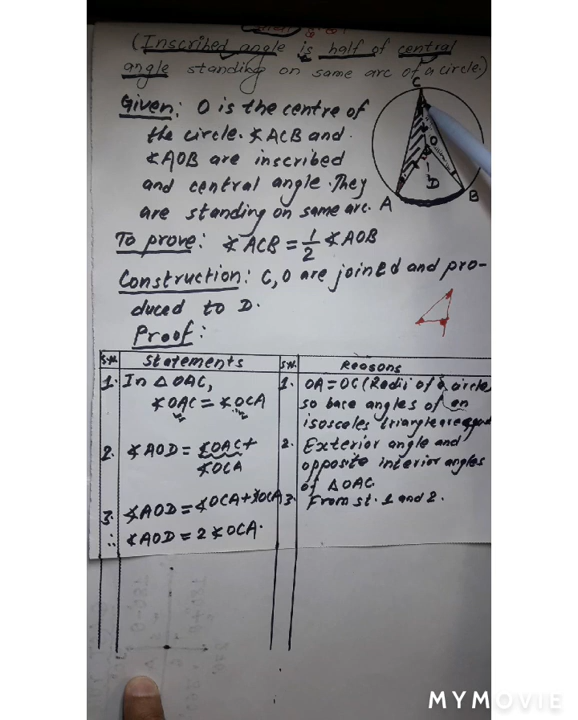 (Inscribed angle is half of central
angle standing on same arc of a circle.)
Given: O is the centre of
the circle. ∡ACB and
∡AOB are inscribed
and central angle. They
are standing on same arc.
To prove: ∡ACB = 1/2 ∡AOB
Construction: C, O are joined and pro-
duced to D.
Proof:
C
O
D
A
B
S.N. Statements
1. In △OAC,
∡OAC = ∡OCA
2. ∡AOD = ∡OAC +
∡OCA
3. ∡AOD = ∡OCA + ∡OCA
∴ ∡AOD = 2∡OCA.
S.N. Reasons
1. OA = OC (Radii of a circle
so base angles of an
isosceles triangle are equal
2. Exterior angle and
opposite interior angles
of △OAC
3. From st. 1 and 2.
MYMOVIE